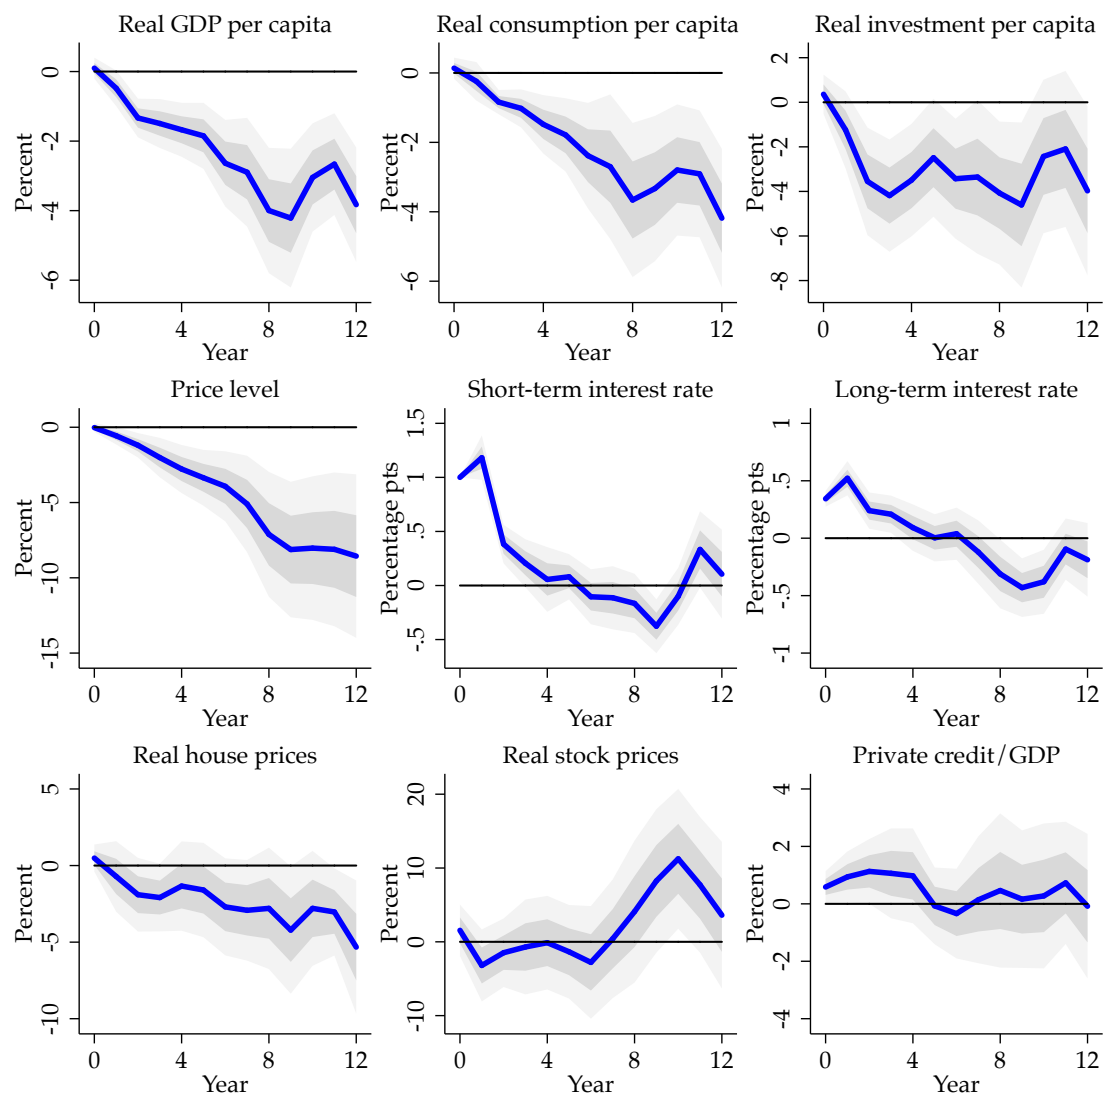 Real GDP per capita
Percent
0
-2
-4
-6
0 4 8 12
Year
Real consumption per capita
Percent
0
-2
-4
-6
0 4 8 12
Year
Real investment per capita
Percent
2
0
-2
-4
-6
-8
0 4 8 12
Year
Price level
Percent
0
-5
-10
-15
0 4 8 12
Year
Short-term interest rate
Percentage pts
1.5
1
.5
0
-.5
0 4 8 12
Year
Long-term interest rate
Percentage pts
1
.5
0
-.5
-1
0 4 8 12
Year
Real house prices
Percent
5
0
-5
-10
0 4 8 12
Year
Real stock prices
Percent
20
10
0
-10
0 4 8 12
Year
Private credit/GDP
Percent
4
2
0
-2
-4
0 4 8 12
Year